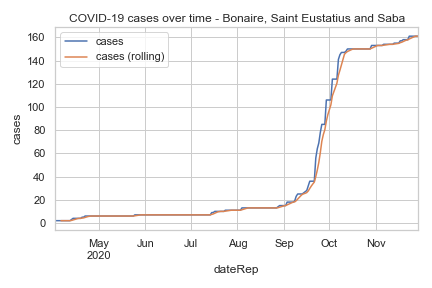 COVID-19 cases over time - Bonaire, Saint Eustatius and Saba
cases
cases (rolling)
160
140
120
100
80
60
40
20
0
cases
May Jun Jul Aug Sep Oct Nov
2020
dateRep